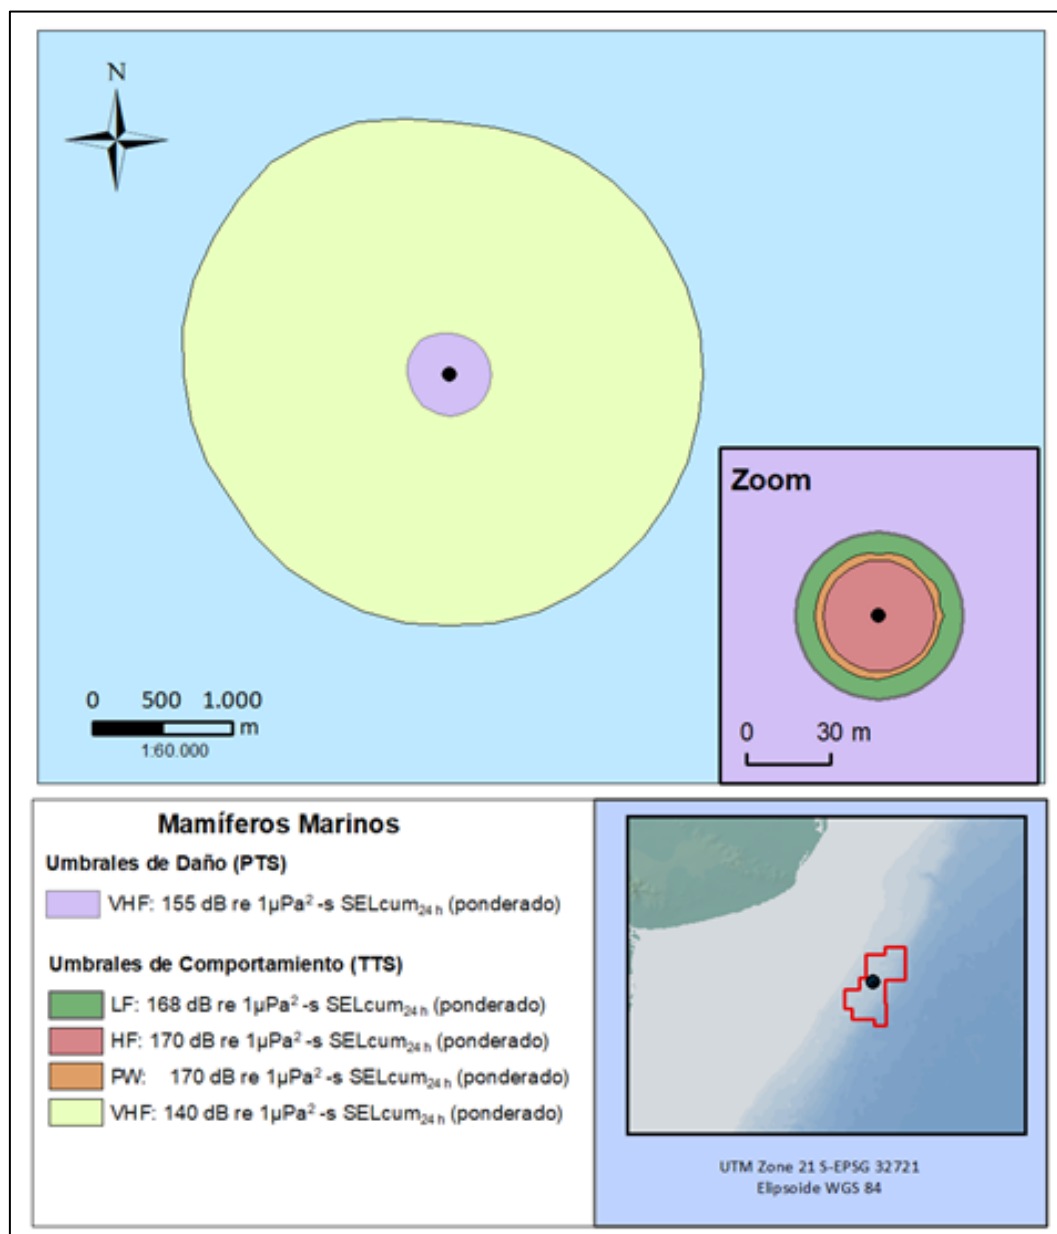 N
Zoom
0 30 m
0 500 1.000
m
1:60.000
Mamíferos Marinos
Umbrales de Daño (PTS)
VHF: 155 dB re 1µPa² -s SELcum₂₄ ₕ (ponderado)
Umbrales de Comportamiento (TTS)
LF: 168 dB re 1µPa² -s SELcum₂₄ ₕ (ponderado)
HF: 170 dB re 1µPa² -s SELcum₂₄ ₕ (ponderado)
PW: 170 dB re 1µPa² -s SELcum₂₄ ₕ (ponderado)
VHF: 140 dB re 1µPa² -s SELcum₂₄ ₕ (ponderado)
UTM Zone 21 S-EPSG 32721
Elipsoide WGS 84